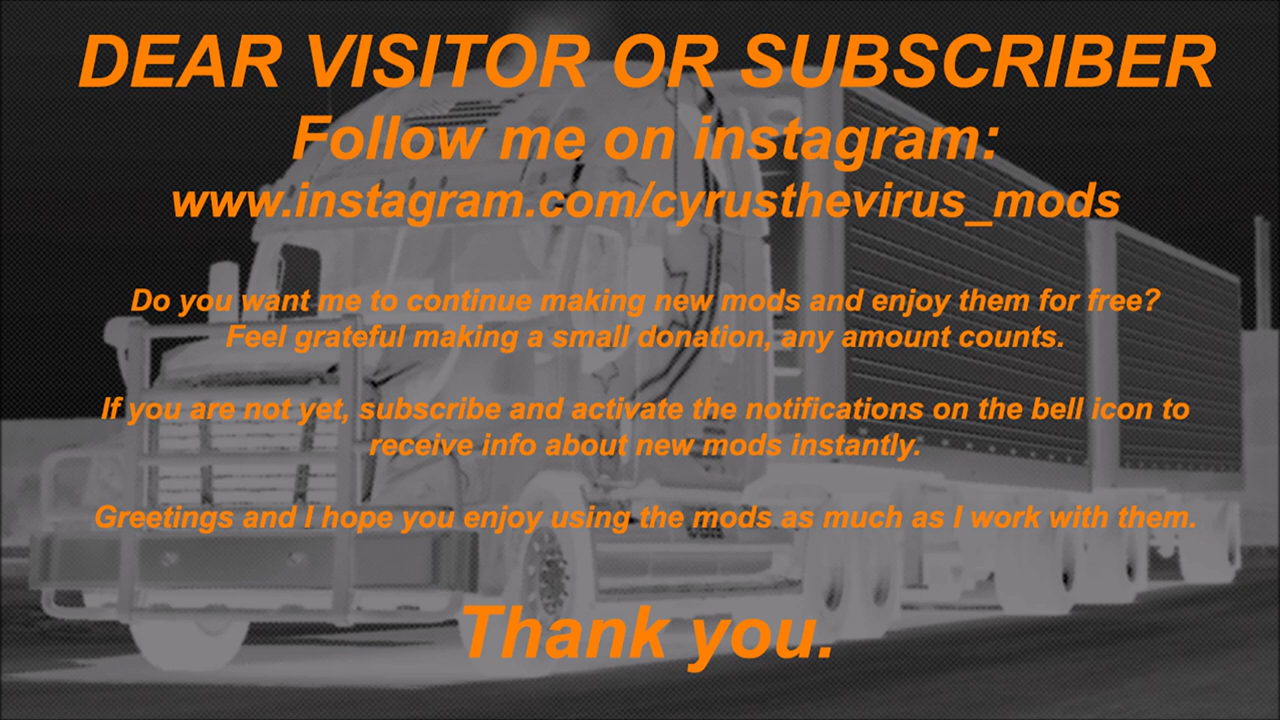 DEAR VISITOR OR SUBSCRIBER
Follow me on instagram:
www.instagram.com/cyrusthevirus_mods
Do you want me to continue making new mods and enjoy them for free?
Feel grateful making a small donation, any amount counts.
If you are not yet, subscribe and activate the notifications on the bell icon to
receive info about new mods instantly.
Greetings and I hope you enjoy using the mods as much as I work with them.
Thank you.